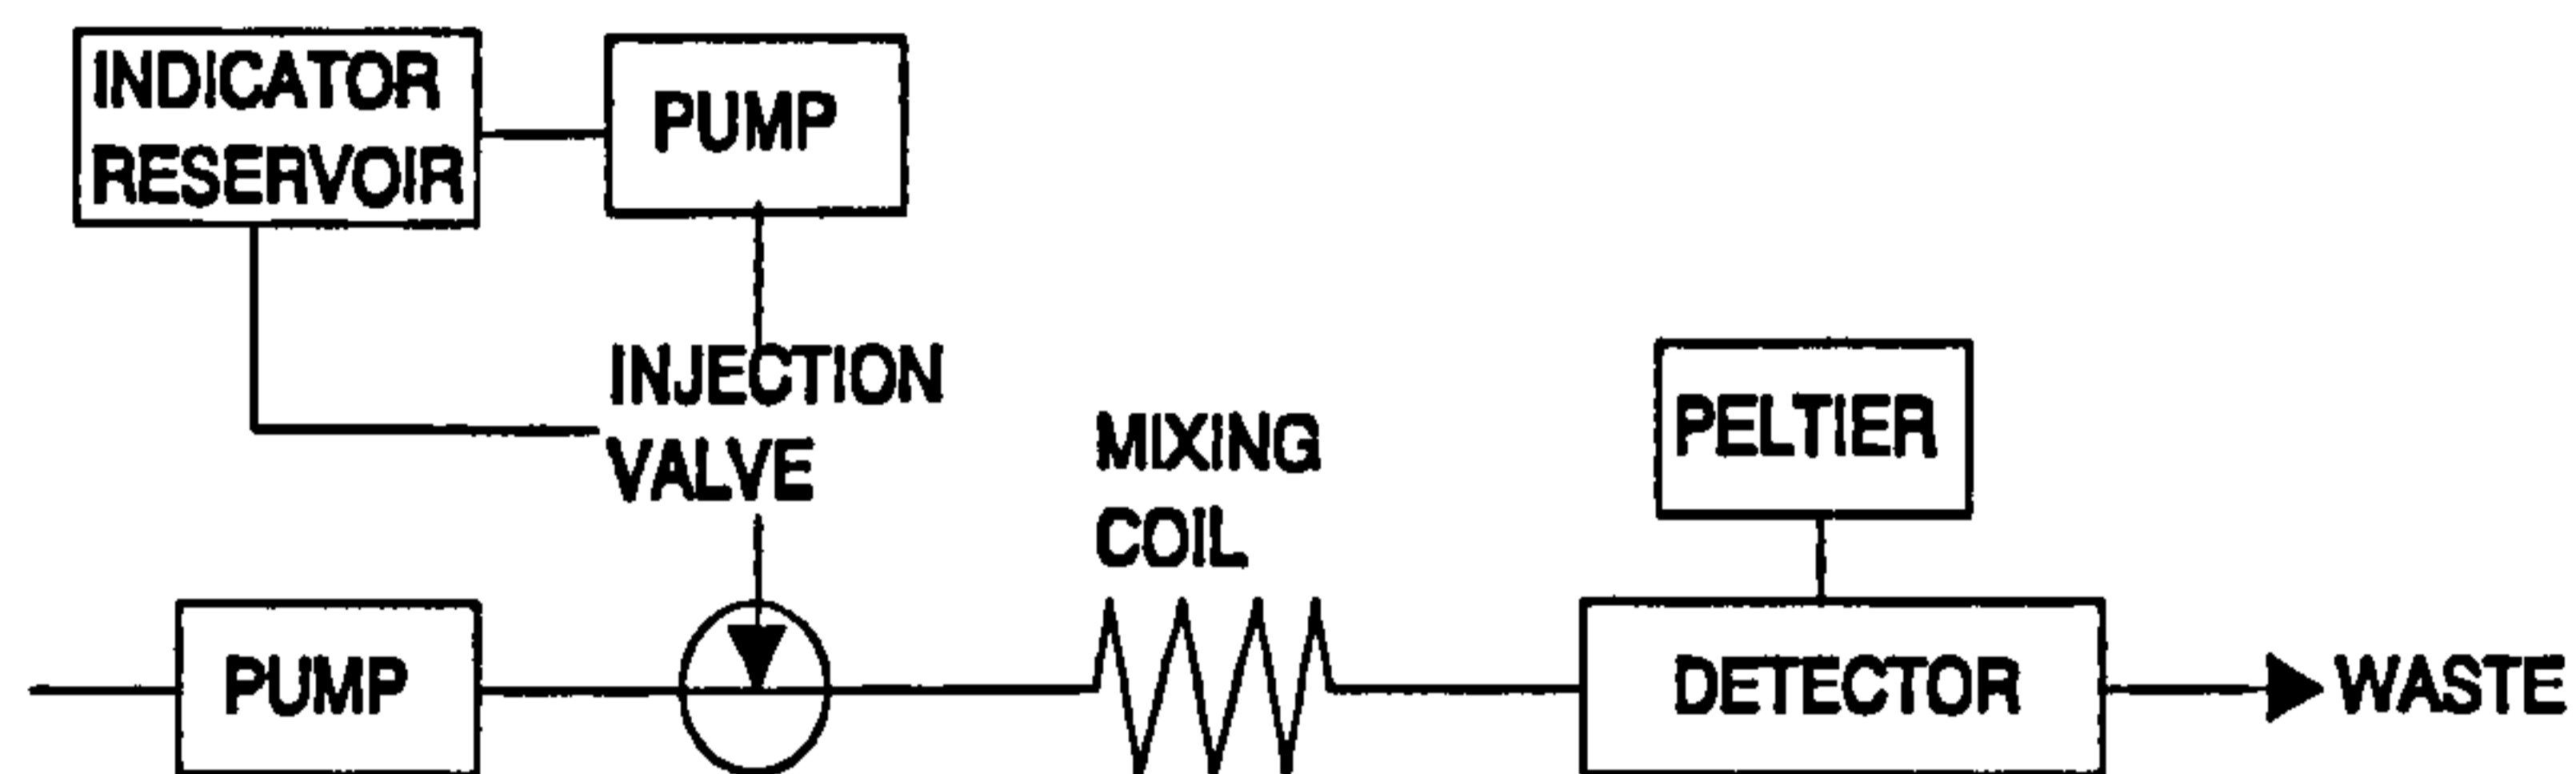 INDICATOR
RESERVOIR
PUMP
INJECTION
VALVE
MIXING
COIL
PELTIER
PUMP
DETECTOR
WASTE